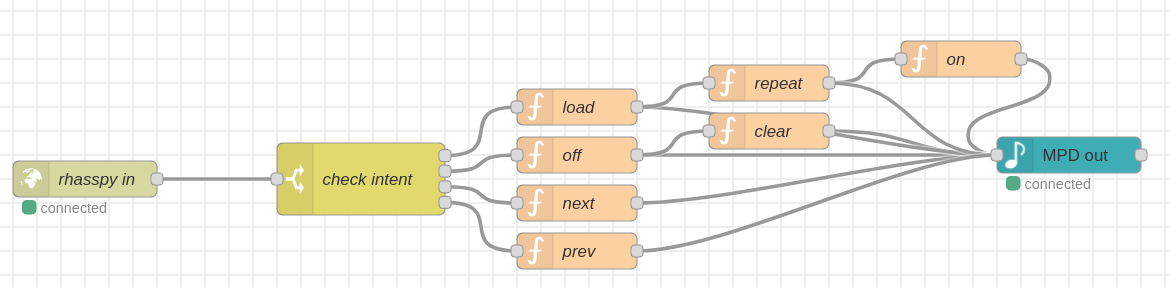 on
repeat
load
clear
off
MPD out
connected
rhasspy in
connected
check intent
next
prev